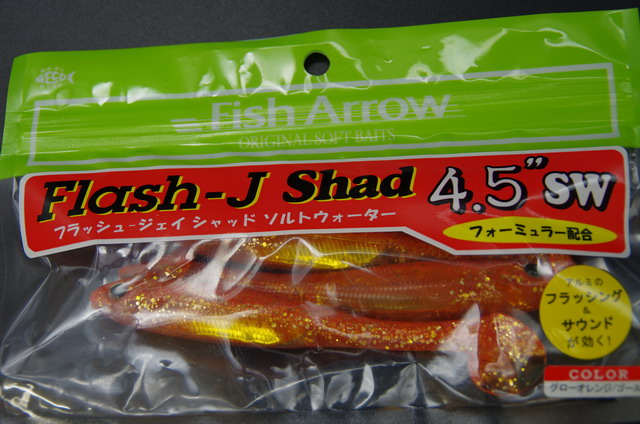 Fish Arrow
ORIGINAL SOFT BAITS
Flash-J Shad 4.5" SW
フラッシュ-ジェイ シャッド ソルトウォーター
フォーミュラー配合
アルミの
フラッシング
&
サウンド
が効く!
COLOR
グローオレンジ/ゴール